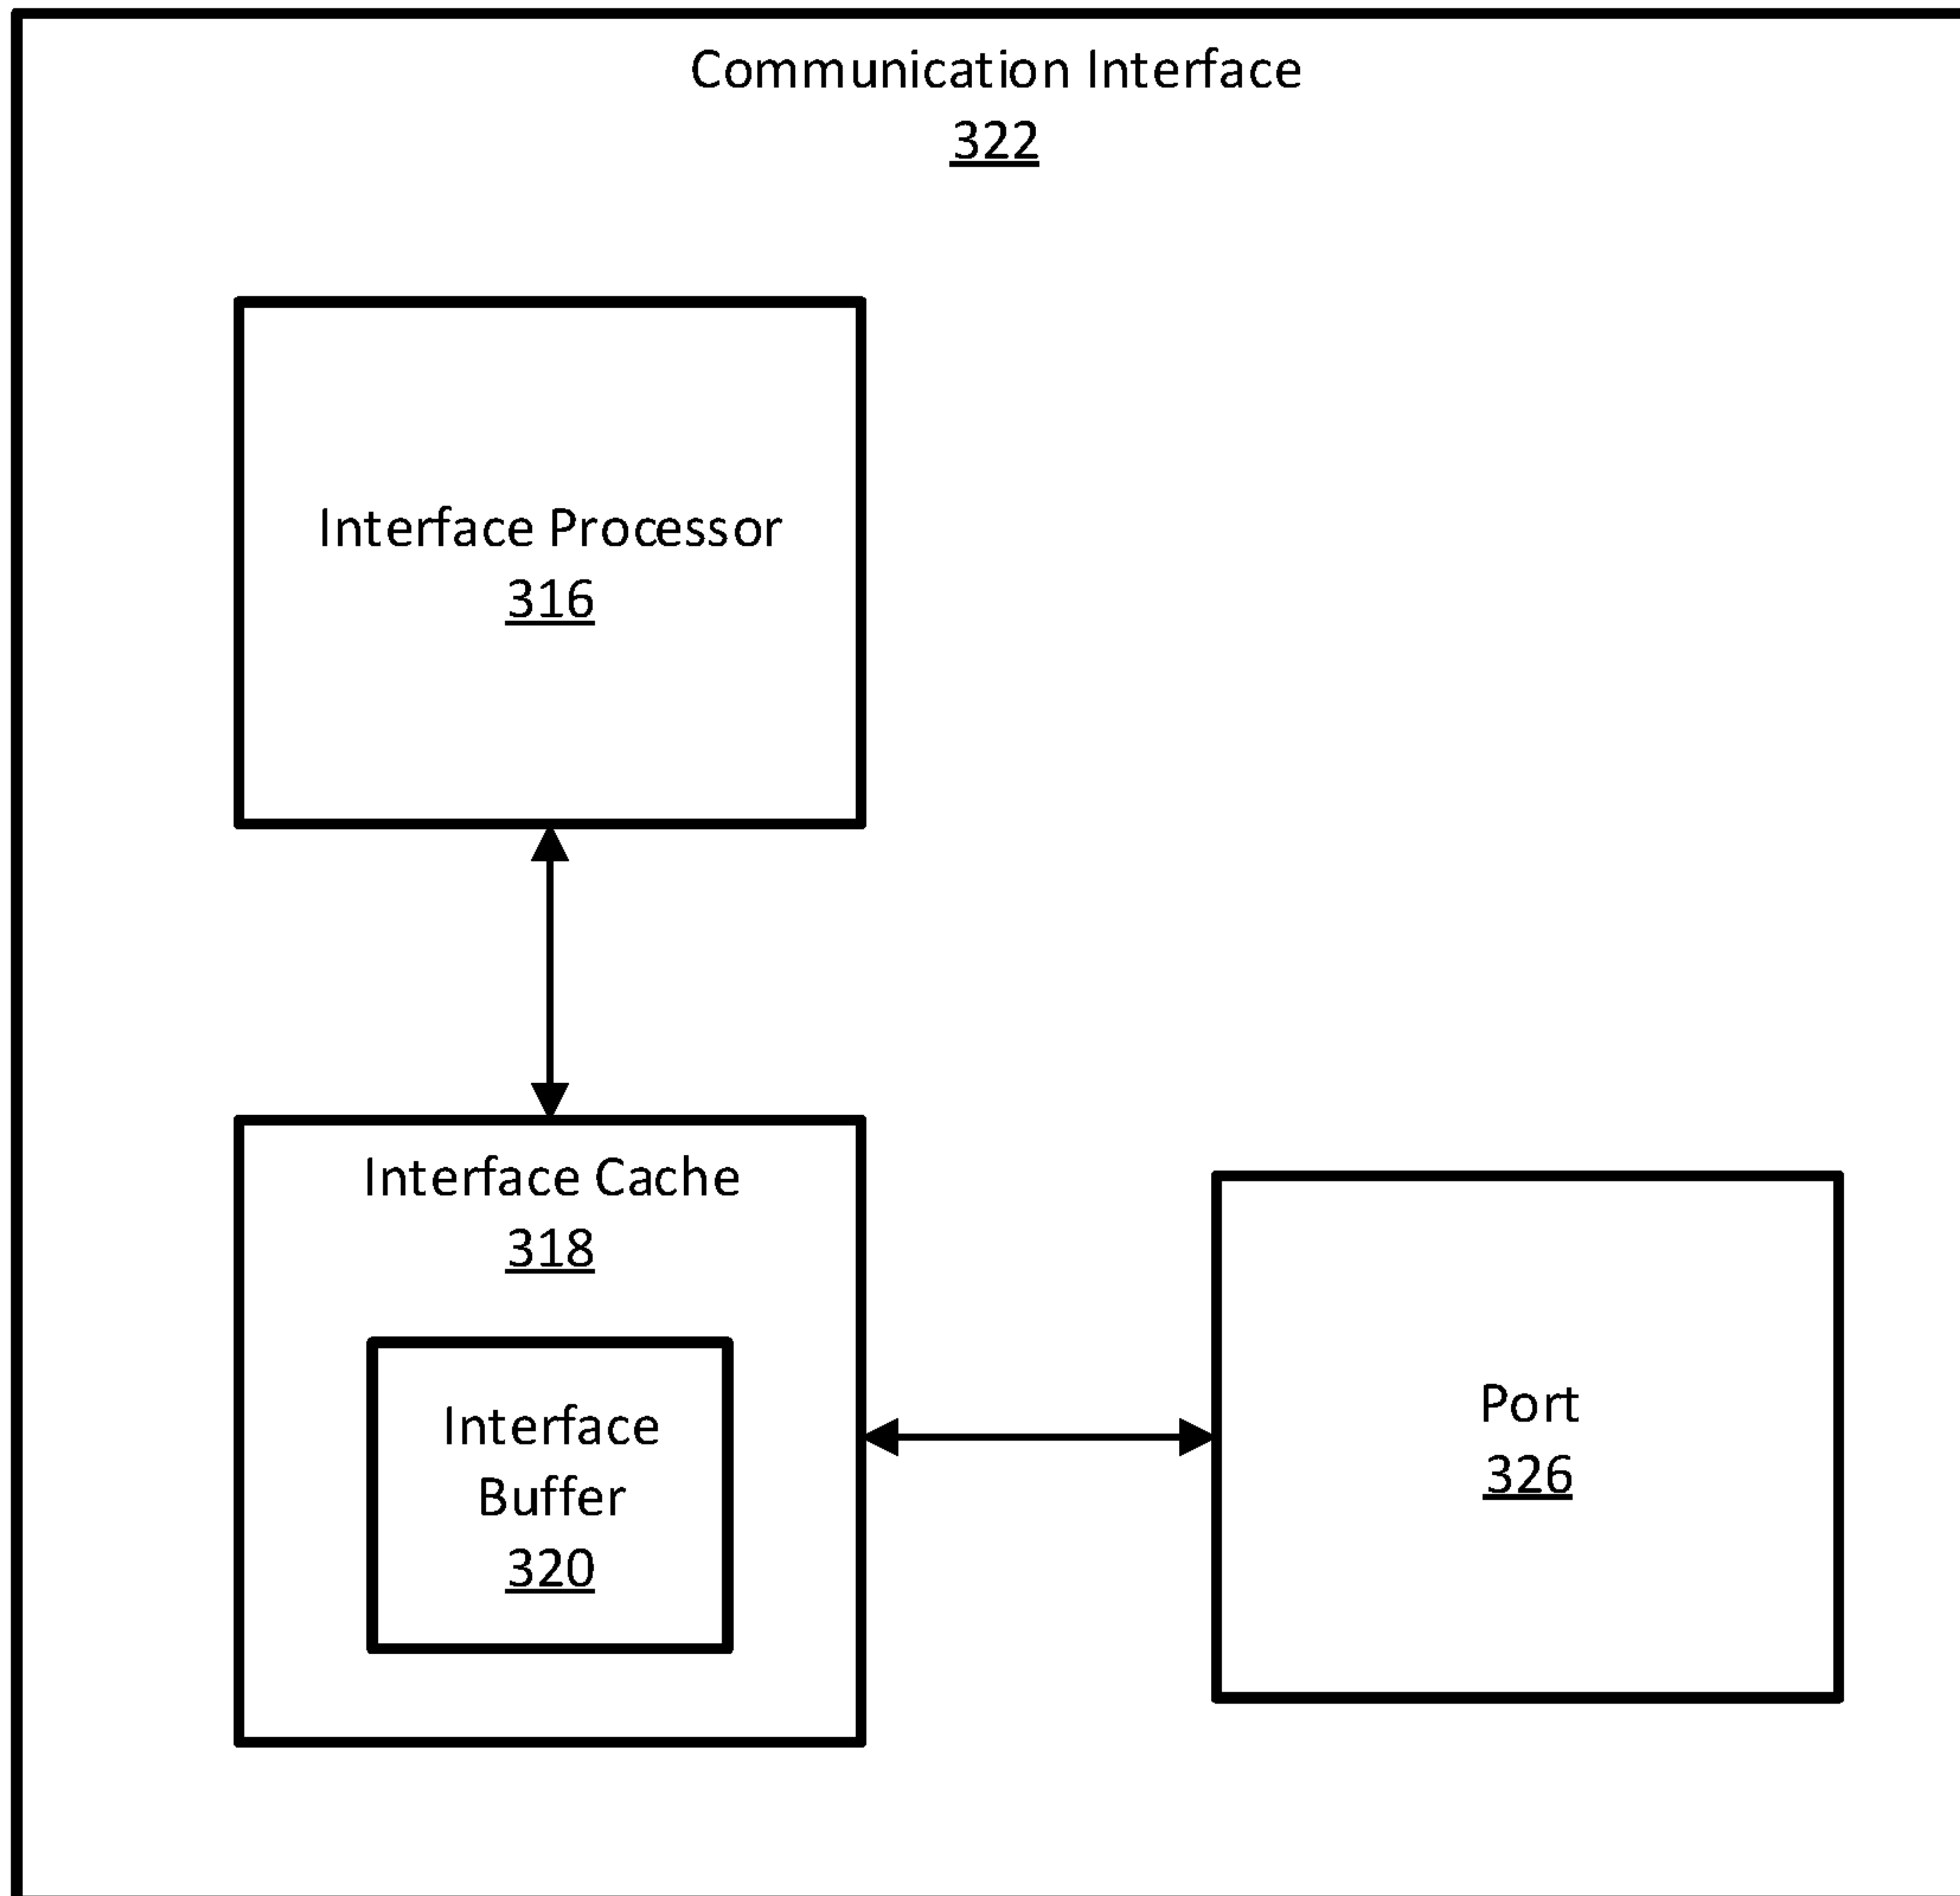 Communication Interface
322
Interface Processor
316
Interface Cache
318
Interface
Buffer
320
Port
326